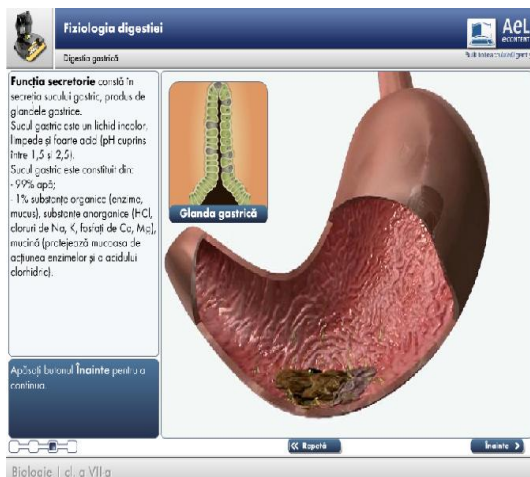 Fiziologia digestiei
AeL
eCONTENT
Digestia gastrică
Funcția secretorie constă în
secreția sucului gastric, produs de
glandele gastrice.
Sucul gastric este un lichid incolor,
limpede și foarte acid (pH cuprins
între 1,5 și 2,5).
Sucul gastric este constituit din:
- 99% apă;
- 1% substanțe organice (enzime,
mucus), substanțe anorganice (HCl,
cloruri de Na, K, fosfați de Ca, Mg),
mucină (protejează mucoasa de
acțiunea enzimelor și a acidului
clorhidric).
Glanda gastrică
Apăsați butonul Înainte pentru a
continua.
<< Repetă
Înainte >
Biologie | cl. a VII-a